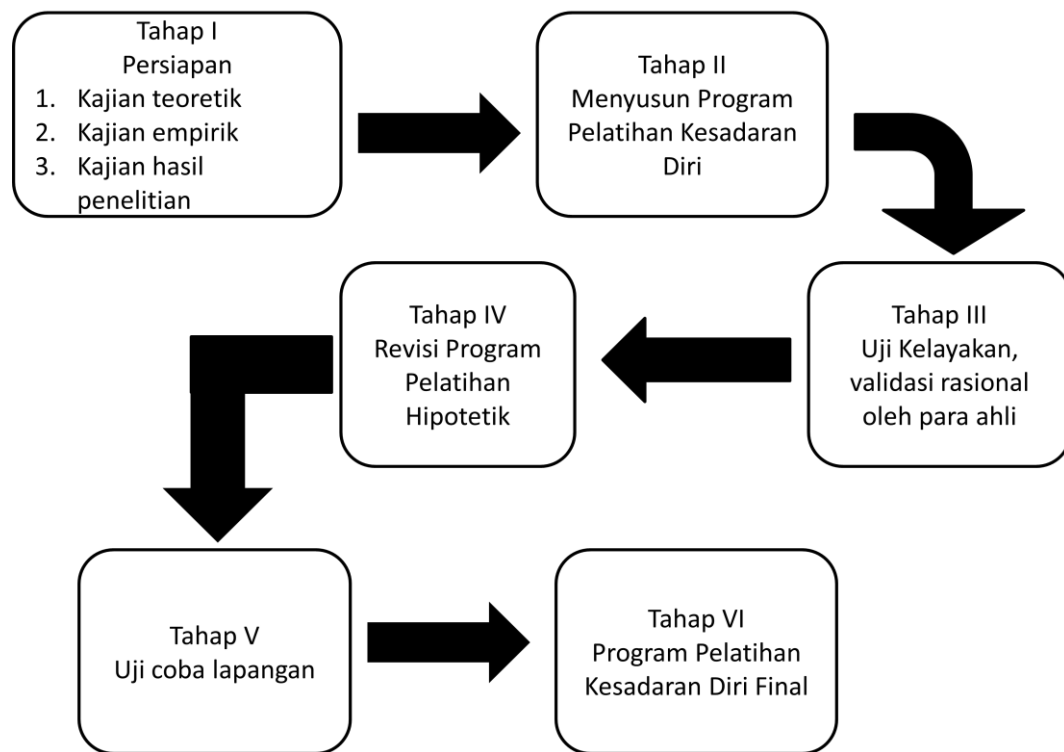 Tahap I
Persiapan
1. Kajian teoretik
2. Kajian empirik
3. Kajian hasil
penelitian
Tahap II
Menyusun Program
Pelatihan Kesadaran
Diri
Tahap III
Uji Kelayakan,
validasi rasional
oleh para ahli
Tahap IV
Revisi Program
Pelatihan
Hipotetik
Tahap V
Uji coba lapangan
Tahap VI
Program Pelatihan
Kesadaran Diri Final